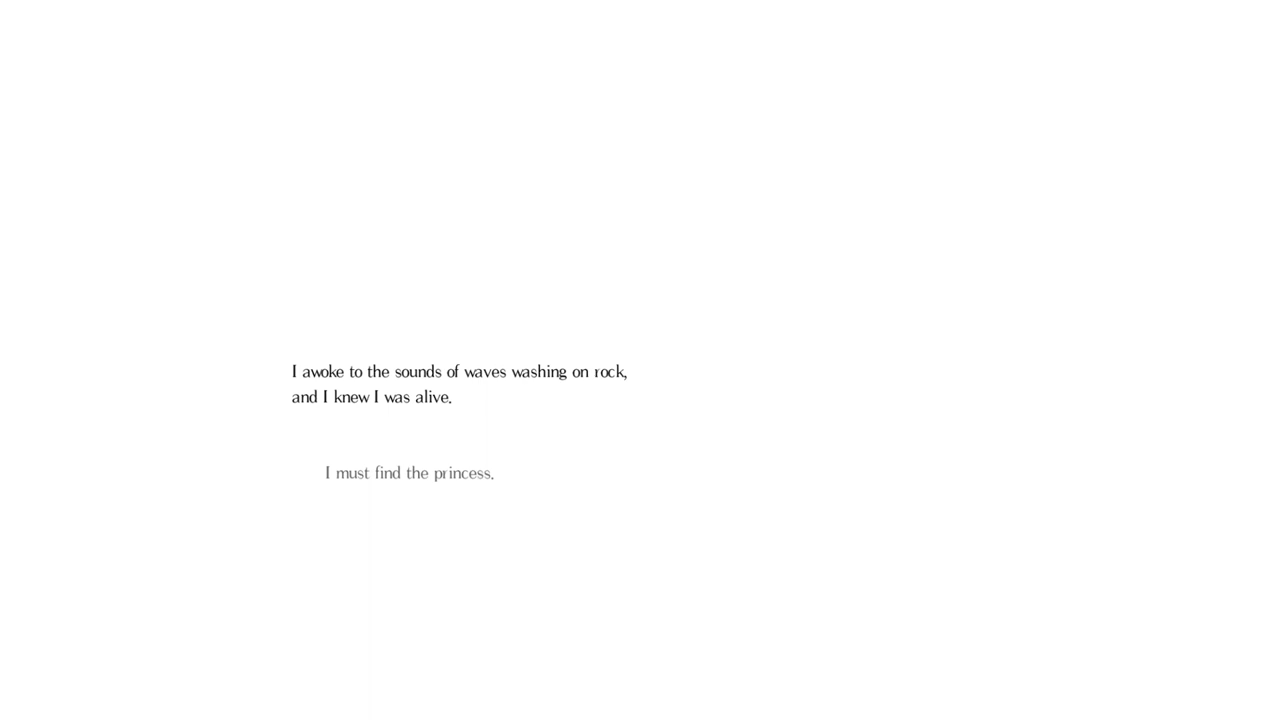 I awoke to the sounds of waves washing on rock,
and I knew I was alive.
I must find the princess.